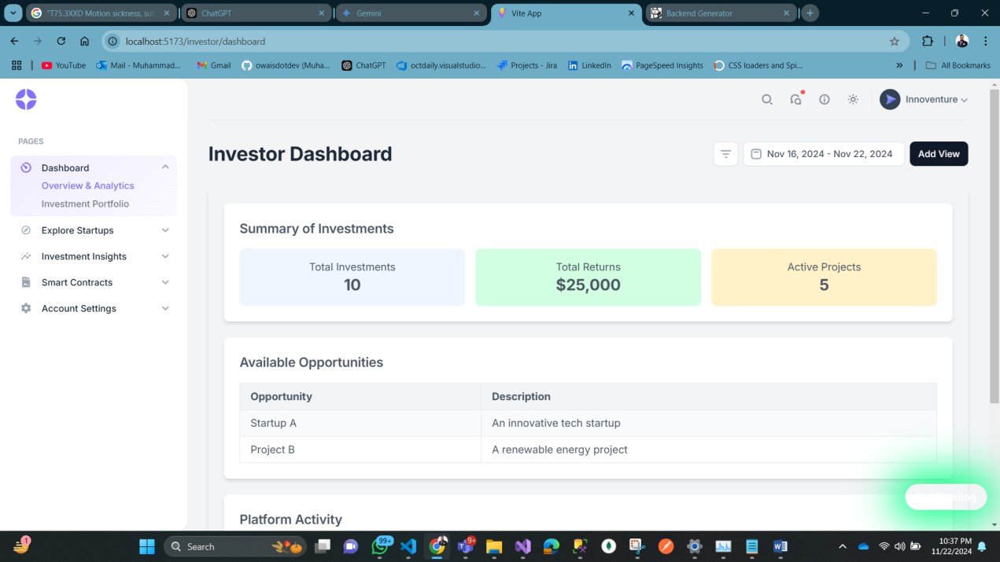 "T75.3XXD Motion sickness, sub
ChatGPT
Gemini
Vite App
Backend Generator
localhost:5173/investor/dashboard
YouTube
Mail - Muhammad...
Gmail
owaisdotdev (Muha...
ChatGPT
octdaily.visualstudio...
Projects - Jira
LinkedIn
PageSpeed Insights
CSS loaders and Spi...
»
All Bookmarks
Innoventure
PAGES
Dashboard
Overview & Analytics
Investment Portfolio
Explore Startups
Investment Insights
Smart Contracts
Account Settings
Investor Dashboard
Nov 16, 2024 - Nov 22, 2024
Add View
Summary of Investments
Total Investments
10
Total Returns
$25,000
Active Projects
5
Available Opportunities
Opportunity Description
Startup A An innovative tech startup
Project B A renewable energy project
Platform Activity
1
Search
99+
9+
10:37 PM
11/22/2024